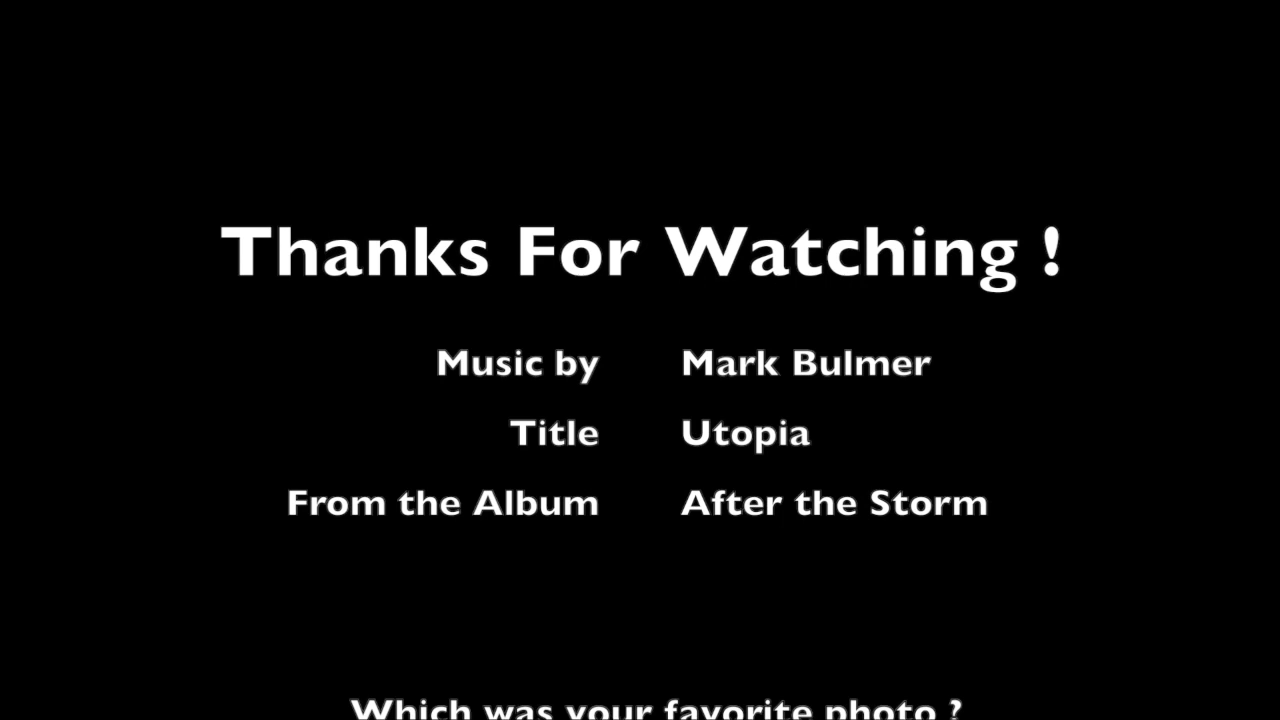 Thanks For Watching !
Music by Mark Bulmer
Title Utopia
From the Album After the Storm
Which was your favorite photo ?